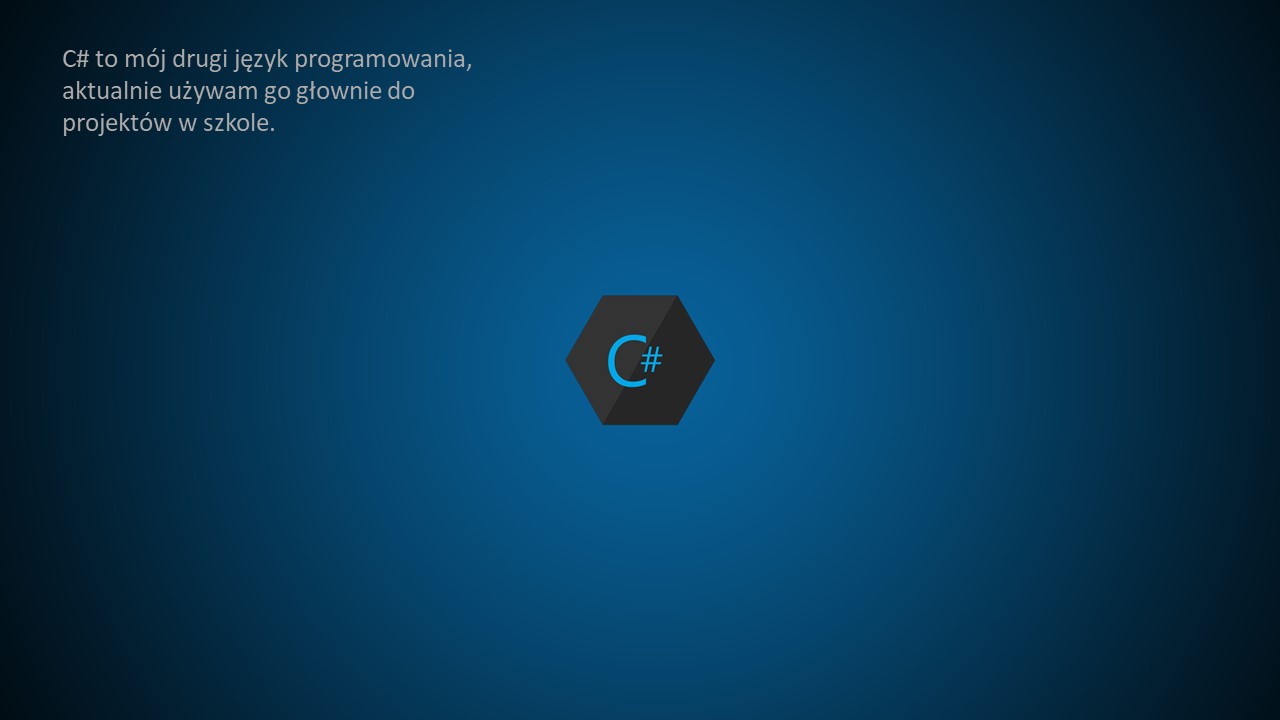 C# to mój drugi język programowania,
aktualnie używam go głownie do
projektów w szkole.
C#